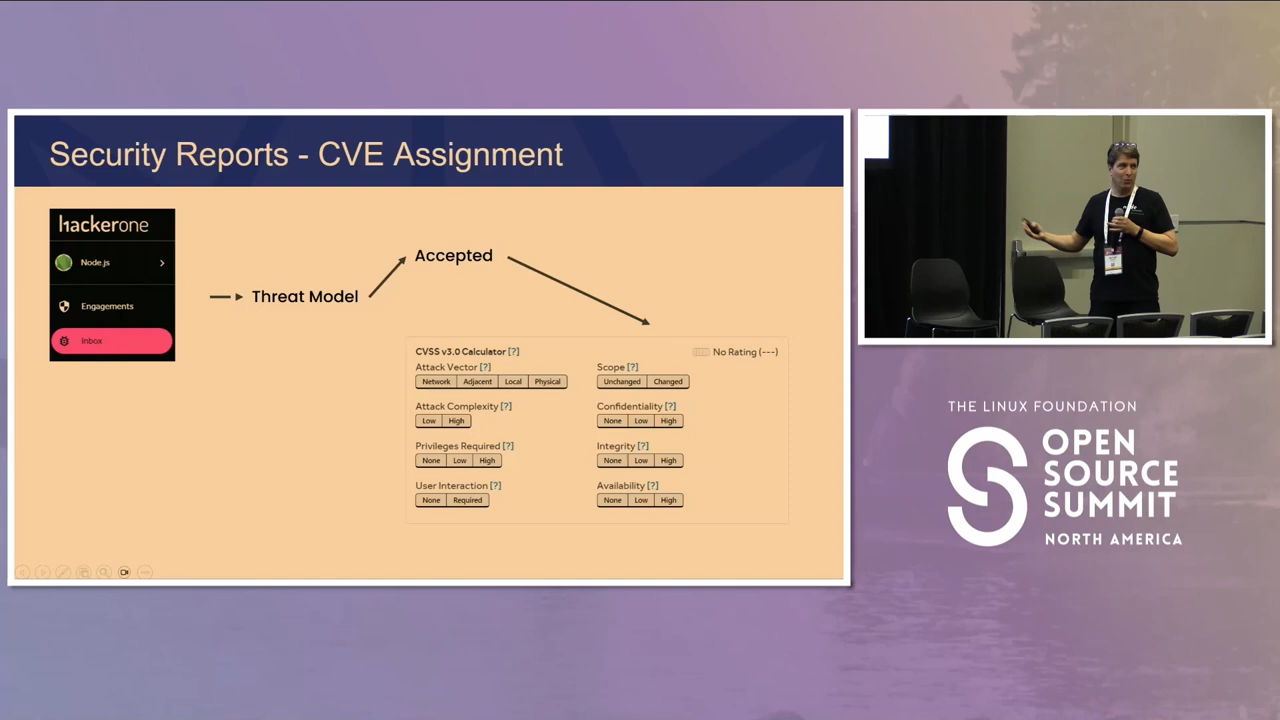 Security Reports - CVE Assignment
hackerone
Node.js
Engagements
Inbox
Threat Model
Accepted
CVSS v3.0 Calculator [?]
No Rating (---)
Attack Vector [?]
Network Adjacent Local Physical
Scope [?]
Unchanged Changed
Attack Complexity [?]
Low High
Confidentiality [?]
None Low High
Privileges Required [?]
None Low High
Integrity [?]
None Low High
User Interaction [?]
None Required
Availability [?]
None Low High
THE LINUX FOUNDATION
OPEN
SOURCE
SUMMIT
NORTH AMERICA